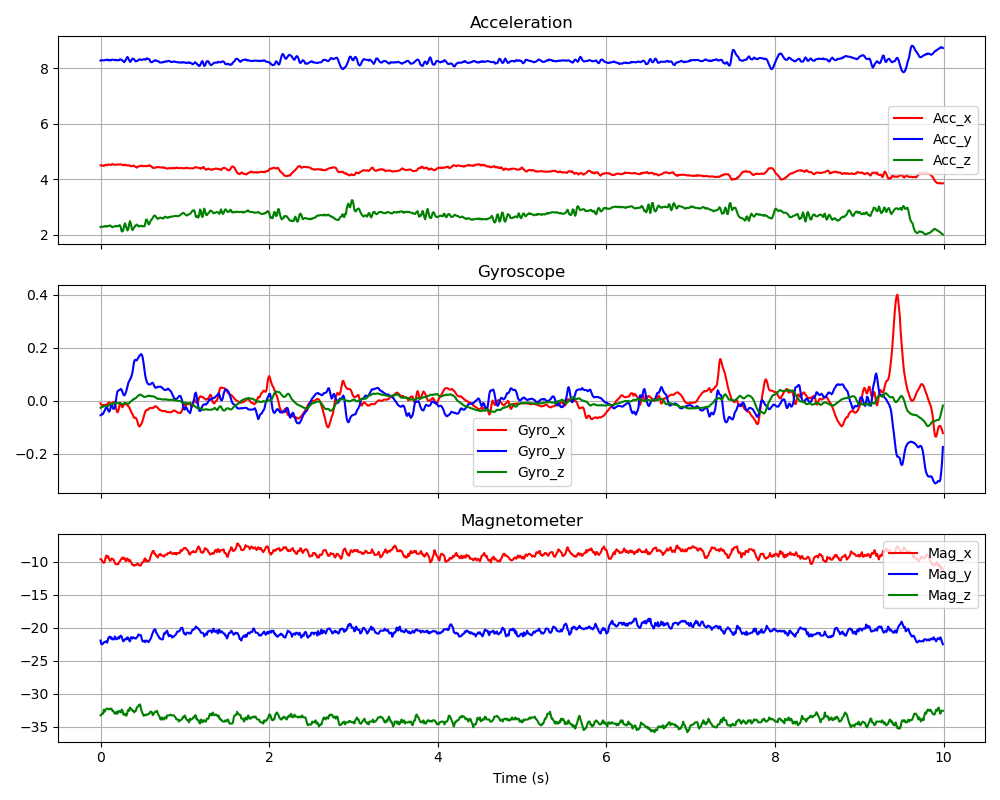 Acceleration
8
6
4
2
Acc_x
Acc_y
Acc_z
Gyroscope
0.4
0.2
0.0
−0.2
Gyro_x
Gyro_y
Gyro_z
Magnetometer
−10
−15
−20
−25
−30
−35
Mag_x
Mag_y
Mag_z
0 2 4 6 8 10
Time (s)